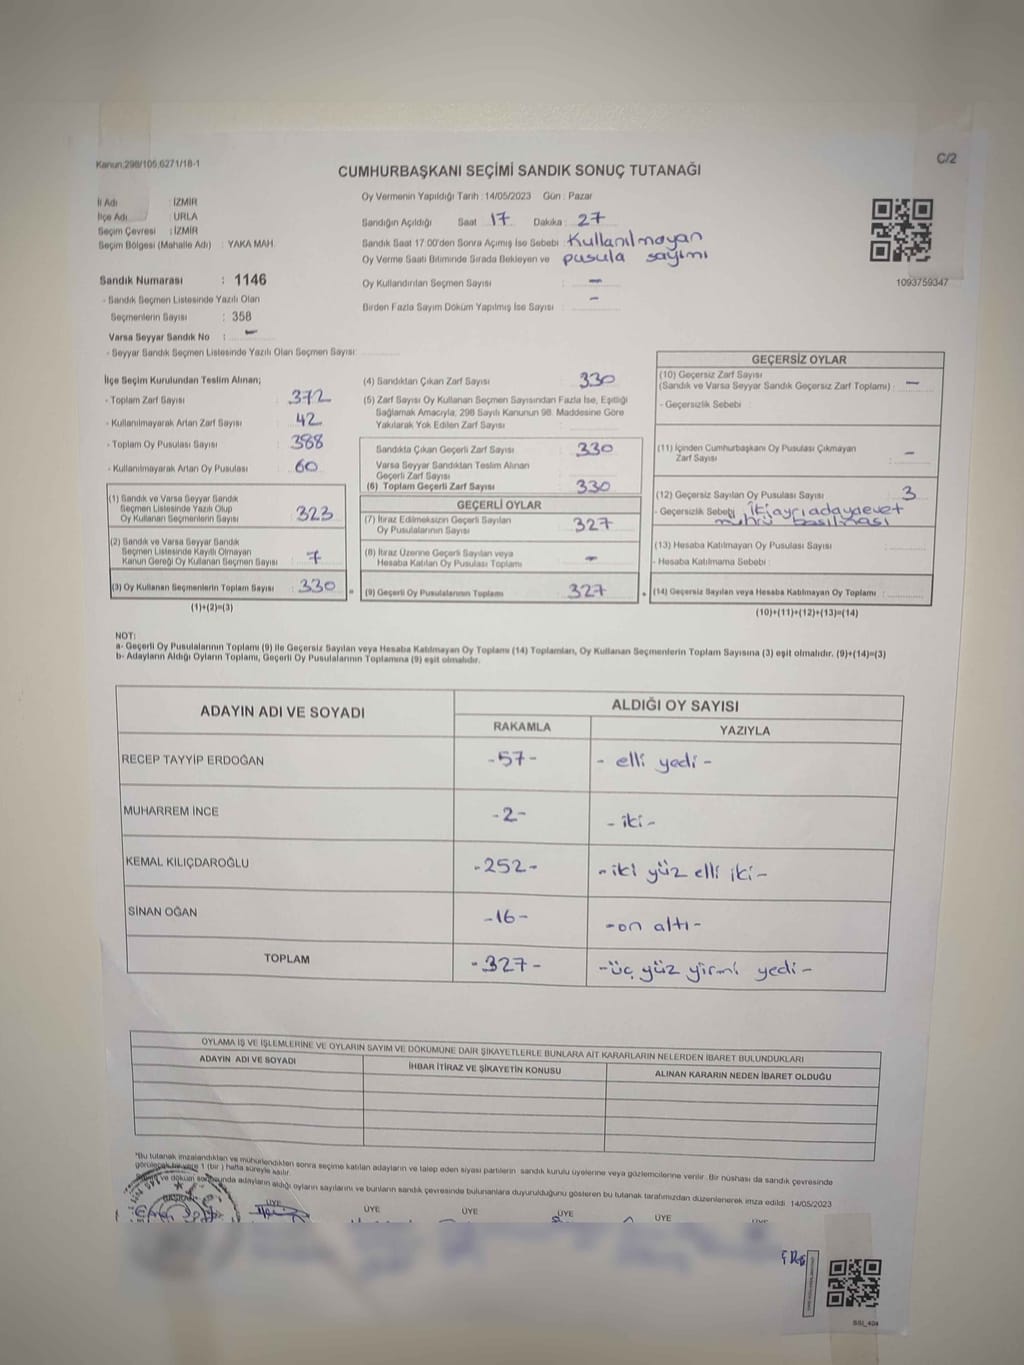 Kanun:298/105,6271/18-1
C/2
CUMHURBAŞKANI SEÇİMİ SANDIK SONUÇ TUTANAĞI
İl Adı : İZMİR
İlçe Adı : URLA
Seçim Çevresi : İZMİR
Seçim Bölgesi (Mahalle Adı) : YAKA MAH.
Sandık Numarası : 1146
- Sandık Seçmen Listesinde Yazılı Olan
Seçmenlerin Sayısı : 358
Varsa Seyyar Sandık No : -
- Seyyar Sandık Seçmen Listesinde Yazılı Olan Seçmen Sayısı:
Oy Vermenin Yapıldığı Tarih : 14/05/2023 Gün : Pazar
Sandığın Açıldığı Saat 17 Dakika : 27
Sandık Saat 17:00'den Sonra Açımış İse Sebebi : Kullanılmayan
Oy Verme Saati Bitiminde Sırada Bekleyen ve pusula sayımı
Oy Kullandırılan Seçmen Sayısı : -
Birden Fazla Sayım Döküm Yapılmış İse Sayısı : -
1093759347
İlçe Seçim Kurulundan Teslim Alınan;
- Toplam Zarf Sayısı : 372
- Kullanılmayarak Artan Zarf Sayısı : 42
- Toplam Oy Pusulası Sayısı : 388
- Kullanılmayarak Artan Oy Pusulası : 60
(1) Sandık ve Varsa Seyyar Sandık
Seçmen Listesinde Yazılı Olup
Oy Kullanan Seçmenlerin Sayısı : 323
(2) Sandık ve Varsa Seyyar Sandık
Seçmen Listesinde Kayıtlı Olmayan
Kanun Gereği Oy Kullanan Seçmen Sayısı : 7
(3) Oy Kullanan Seçmenlerin Toplam Sayısı : 330
(1)+(2)=(3)
(4) Sandıktan Çıkan Zarf Sayısı : 330
(5) Zarf Sayısı Oy Kullanan Seçmen Sayısından Fazla İse, Eşitliği
Sağlamak Amacıyla, 298 Sayılı Kanunun 98. Maddesine Göre
Yakılarak Yok Edilen Zarf Sayısı :
Sandıkta Çıkan Geçerli Zarf Sayısı : 330
Varsa Seyyar Sandıktan Teslim Alınan
Geçerli Zarf Sayısı :
(6) Toplam Geçerli Zarf Sayısı : 330
GEÇERLİ OYLAR
(7) İtiraz Edilmeksizin Geçerli Sayılan
Oy Pusulalarının Sayısı : 327
(8) İtiraz Üzerine Geçerli Sayılan veya
Hesaba Katılan Oy Pusulası Toplamı : -
(9) Geçerli Oy Pusulalarının Toplamı : 327
GEÇERSİZ OYLAR
(10) Geçersiz Zarf Sayısı
(Sandık ve Varsa Seyyar Sandık Geçersiz Zarf Toplamı) : -
- Geçersizlik Sebebi :
(11) İçinden Cumhurbaşkanı Oy Pusulası Çıkmayan
Zarf Sayısı : -
(12) Geçersiz Sayılan Oy Pusulası Sayısı : 3
- Geçersizlik Sebebi : iki ayrı adaya evet
mührü basılması
(13) Hesaba Katılmayan Oy Pusulası Sayısı :
- Hesaba Katılmama Sebebi :
(14) Geçersiz Sayılan veya Hesaba Katılmayan Oy Toplamı :
(10)+(11)+(12)+(13)=(14)
NOT:
a- Geçerli Oy Pusulalarının Toplamı (9) ile Geçersiz Sayılan veya Hesaba Katılmayan Oy Toplamı (14) Toplamları, Oy Kullanan Seçmenlerin Toplam Sayısına (3) eşit olmalıdır. (9)+(14)=(3)
b- Adayların Aldığı Oyların Toplamı, Geçerli Oy Pusulalarının Toplamına (9) eşit olmalıdır.
ADAYIN ADI VE SOYADI
ALDIĞI OY SAYISI
RAKAMLA YAZIYLA
RECEP TAYYİP ERDOĞAN -57- - elli yedi -
MUHARREM İNCE -2- - iki -
KEMAL KILIÇDAROĞLU -252- - iki yüz elli iki -
SİNAN OĞAN -16- - on altı -
TOPLAM -327- - üç yüz yirmi yedi -
OYLAMA İŞ VE İŞLEMLERİNE VE OYLARIN SAYIM VE DÖKÜMÜNE DAİR ŞİKAYETLERLE BUNLARA AİT KARARLARIN NELERDEN İBARET BULUNDUKLARI
ADAYIN ADI VE SOYADI İHBAR İTİRAZ VE ŞİKAYETİN KONUSU ALINAN KARARIN NEDEN İBARET OLDUĞU
*Bu tutanak imzalandıktan ve mühürlendikten sonra seçime katılan adayların ve talep eden siyasi partilerin sandık kurulu üyelerine veya gözlemcilerine verilir. Bir nüshası da sandık çevresinde
görülecek bir yere 1 (bir) hafta süreyle asılır.
Sayım ve döküm sonucunda adayların aldığı oyların sayılarını ve bunların sandık çevresinde bulunanlara duyurulduğunu gösteren bu tutanak tarafımızdan düzenlenerek imza edildi. 14/05/2023
BAŞKAN ÜYE ÜYE ÜYE ÜYE ÜYE ÜYE
SSI_404